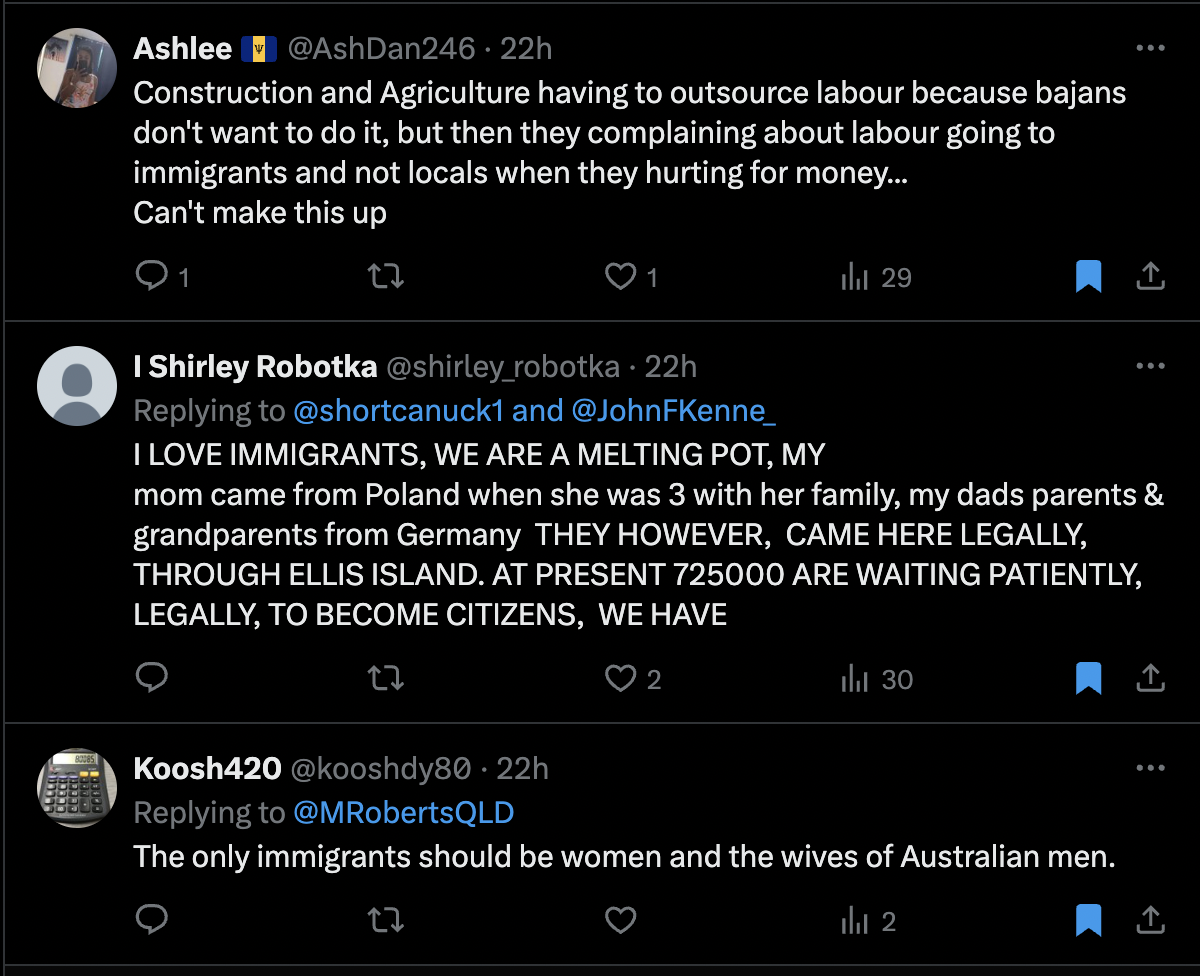 Ashlee @AshDan246 · 22h
Construction and Agriculture having to outsource labour because bajans
don't want to do it, but then they complaining about labour going to
immigrants and not locals when they hurting for money...
Can't make this up
1 1 29
I Shirley Robotka @shirley_robotka · 22h
Replying to @shortcanuck1 and @JohnFKenne_
I LOVE IMMIGRANTS, WE ARE A MELTING POT, MY
mom came from Poland when she was 3 with her family, my dads parents &
grandparents from Germany  THEY HOWEVER,  CAME HERE LEGALLY,
THROUGH ELLIS ISLAND. AT PRESENT 725000 ARE WAITING PATIENTLY,
LEGALLY, TO BECOME CITIZENS,  WE HAVE
2 30
Koosh420 @kooshdy80 · 22h
Replying to @MRobertsQLD
The only immigrants should be women and the wives of Australian men.
2